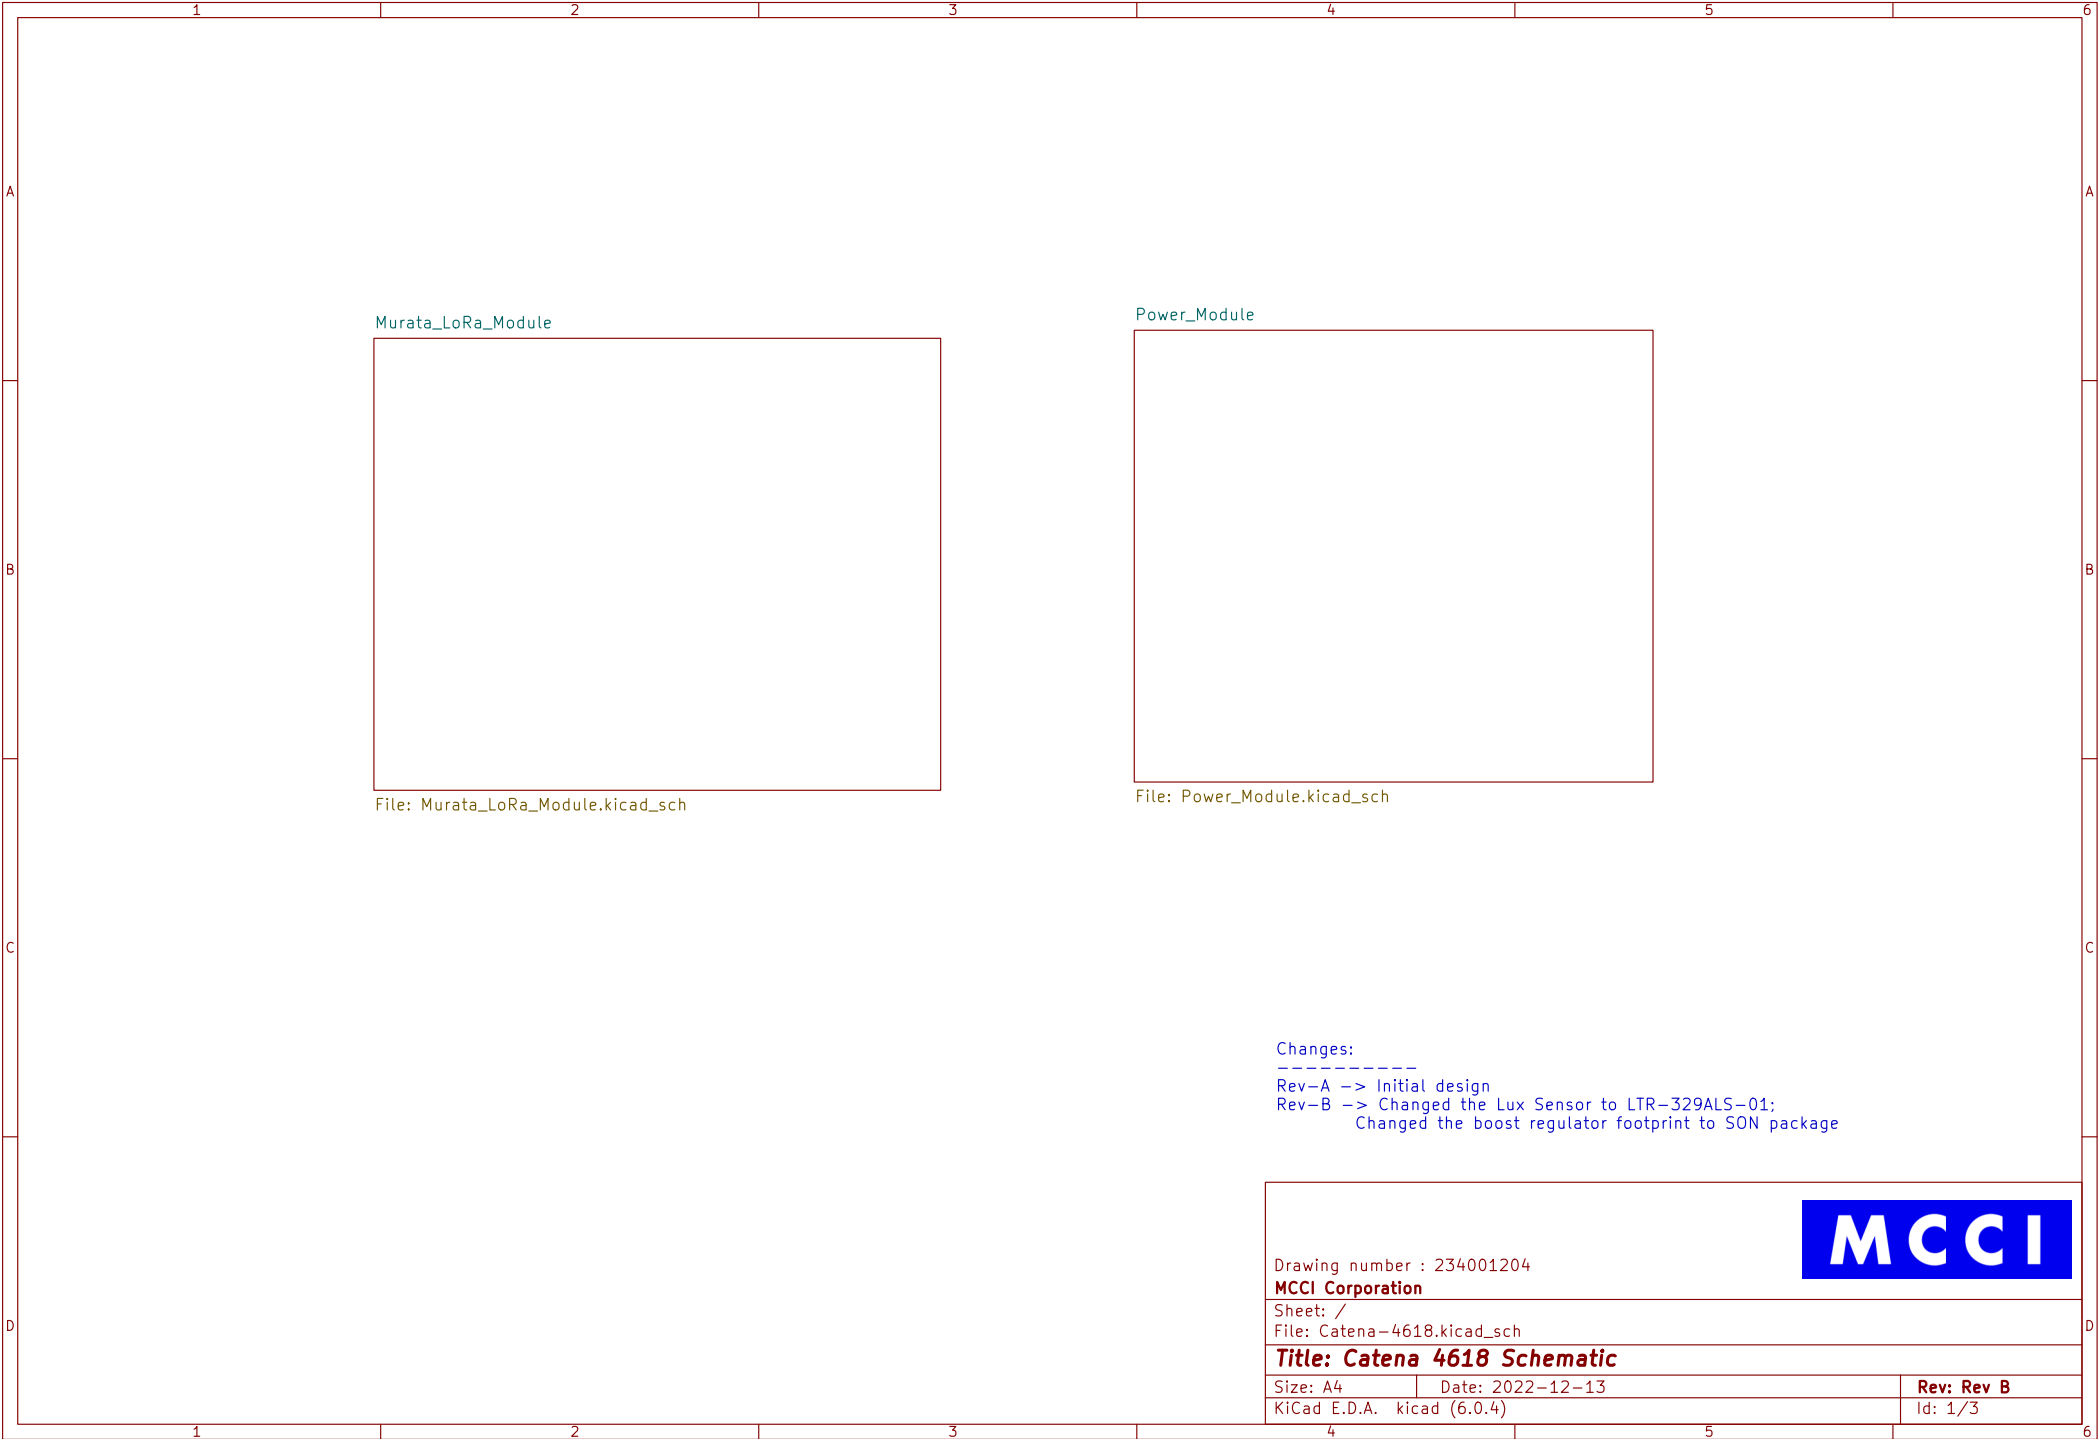 1 2 3 4 5 6
A A
Power_Module
Murata_LoRa_Module
B B
File: Power_Module.kicad_sch
File: Murata_LoRa_Module.kicad_sch
C C
Changes:
----------
Rev-A -> Initial design
Rev-B -> Changed the Lux Sensor to LTR-329ALS-01;
Changed the boost regulator footprint to SON package
MCCI
Drawing number : 234001204
MCCI Corporation
Sheet: /
File: Catena-4618.kicad_sch
D D
Title: Catena 4618 Schematic
Size: A4 Date: 2022-12-13 Rev: Rev B
KiCad E.D.A. kicad (6.0.4) Id: 1/3
1 2 3 4 5 6